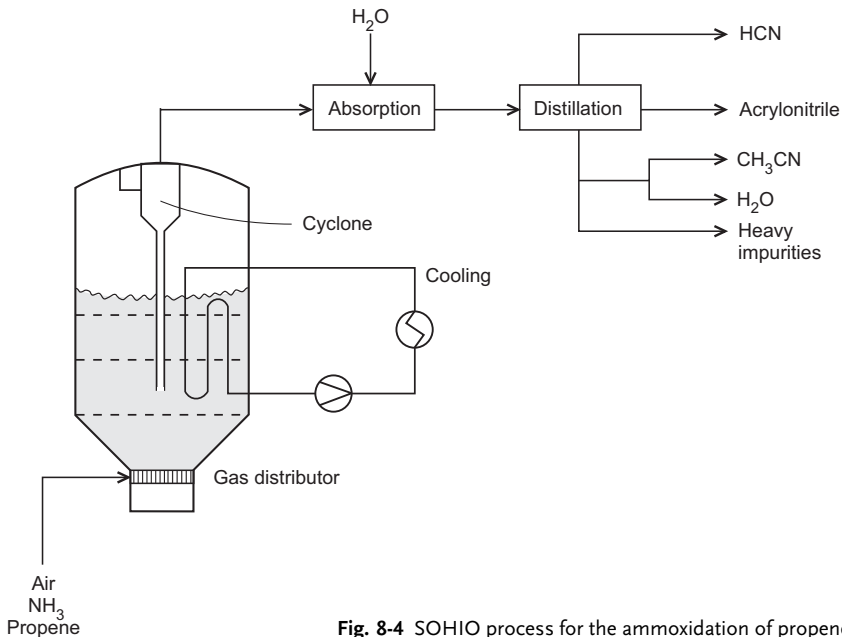 H2O
HCN
Absorption
Distillation
Acrylonitrile
CH3CN
H2O
Heavy
impurities
Cyclone
Cooling
Gas distributor
Air
NH3
Propene
Fig. 8-4 SOHIO process for the ammoxidation of propene